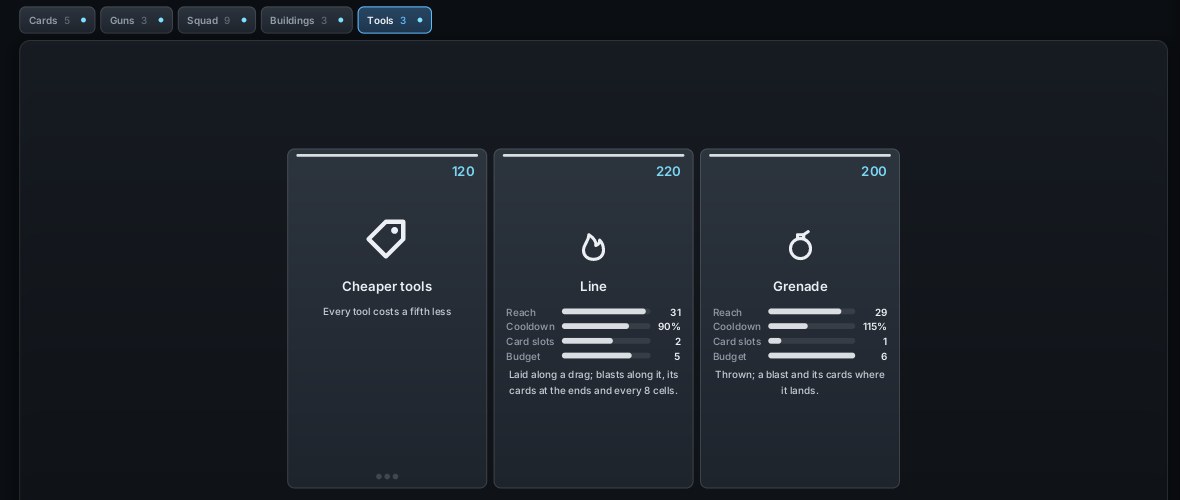 Cards 5
Guns 3
Squad 9
Buildings 3
Tools 3
120
Cheaper tools
Every tool costs a fifth less
220
Line
Reach 31
Cooldown 90%
Card slots 2
Budget 5
Laid along a drag; blasts along it, its
cards at the ends and every 8 cells.
200
Grenade
Reach 29
Cooldown 115%
Card slots 1
Budget 6
Thrown; a blast and its cards where
it lands.